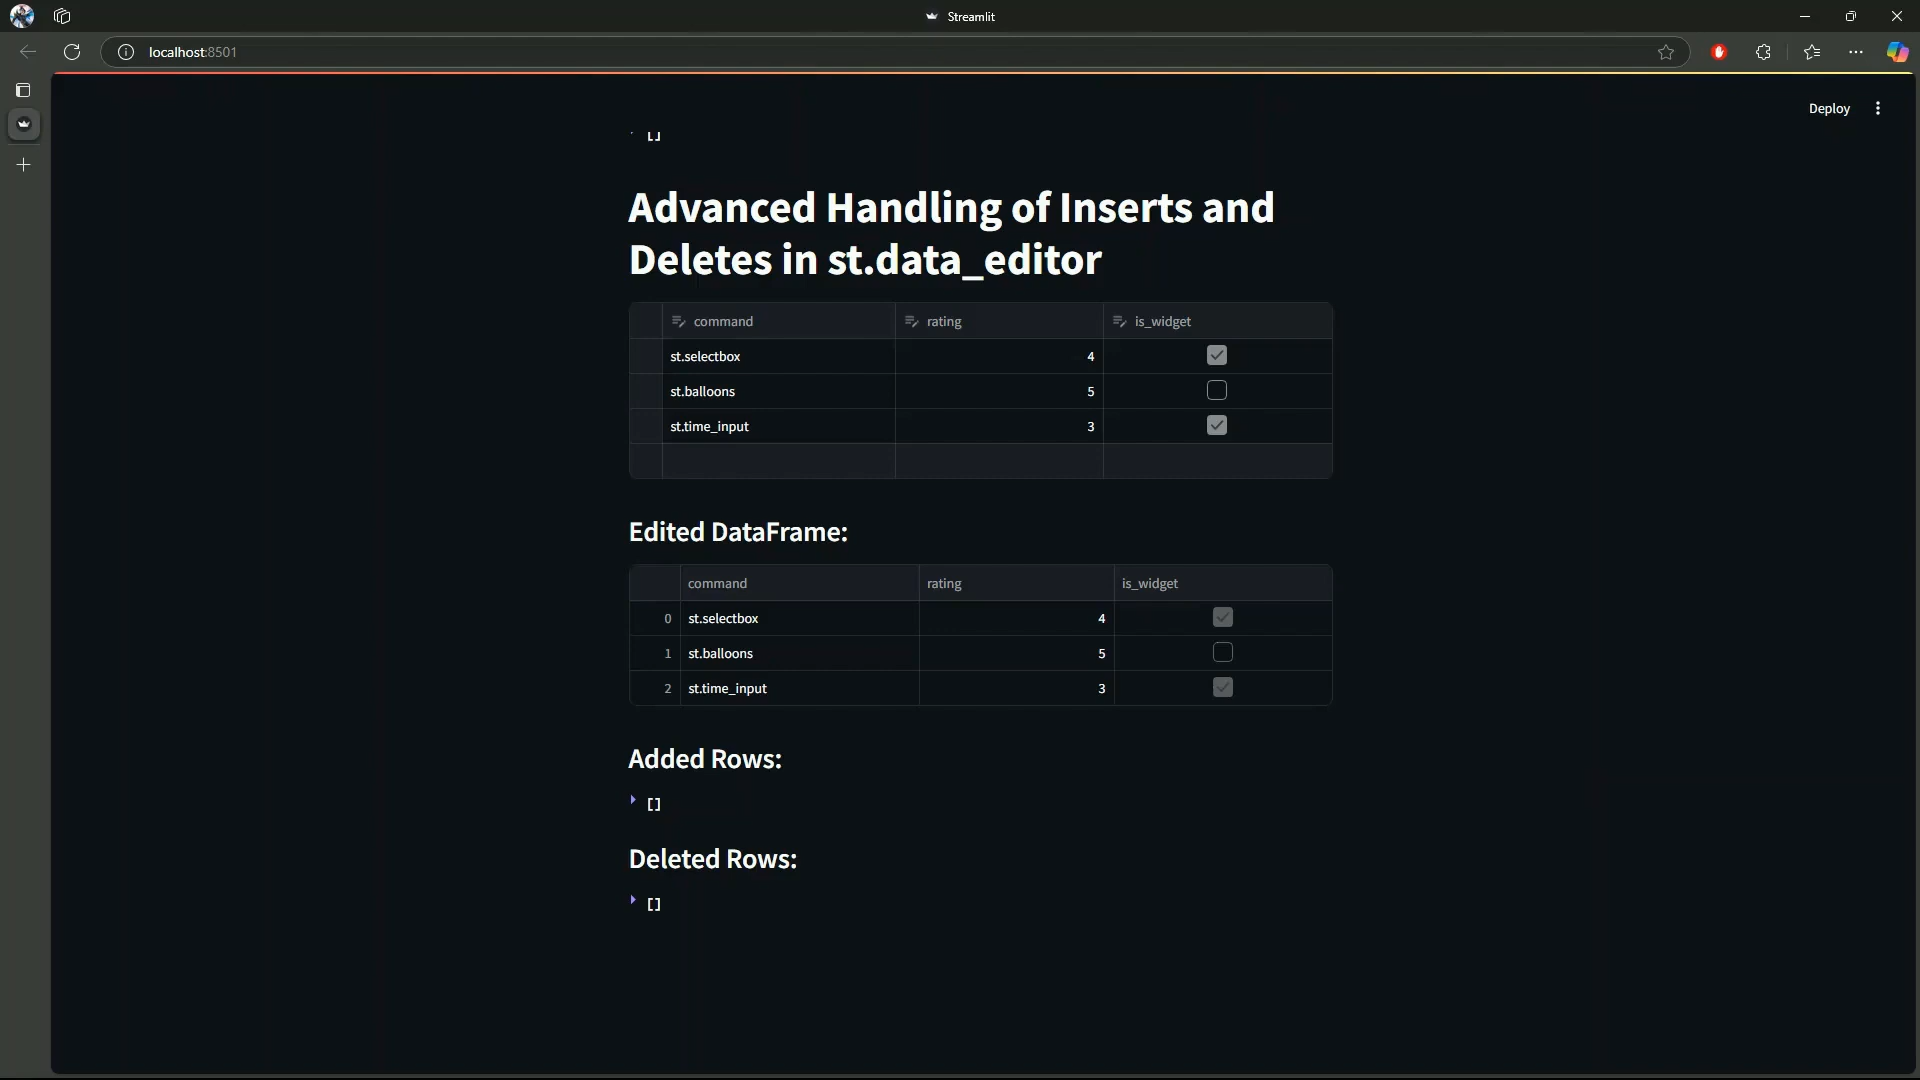 Streamlit
localhost:8501
Deploy
[]
Advanced Handling of Inserts and
Deletes in st.data_editor
command rating is_widget
st.selectbox 4
st.balloons 5
st.time_input 3
Edited DataFrame:
command rating is_widget
0 st.selectbox 4
1 st.balloons 5
2 st.time_input 3
Added Rows:
[]
Deleted Rows:
[]